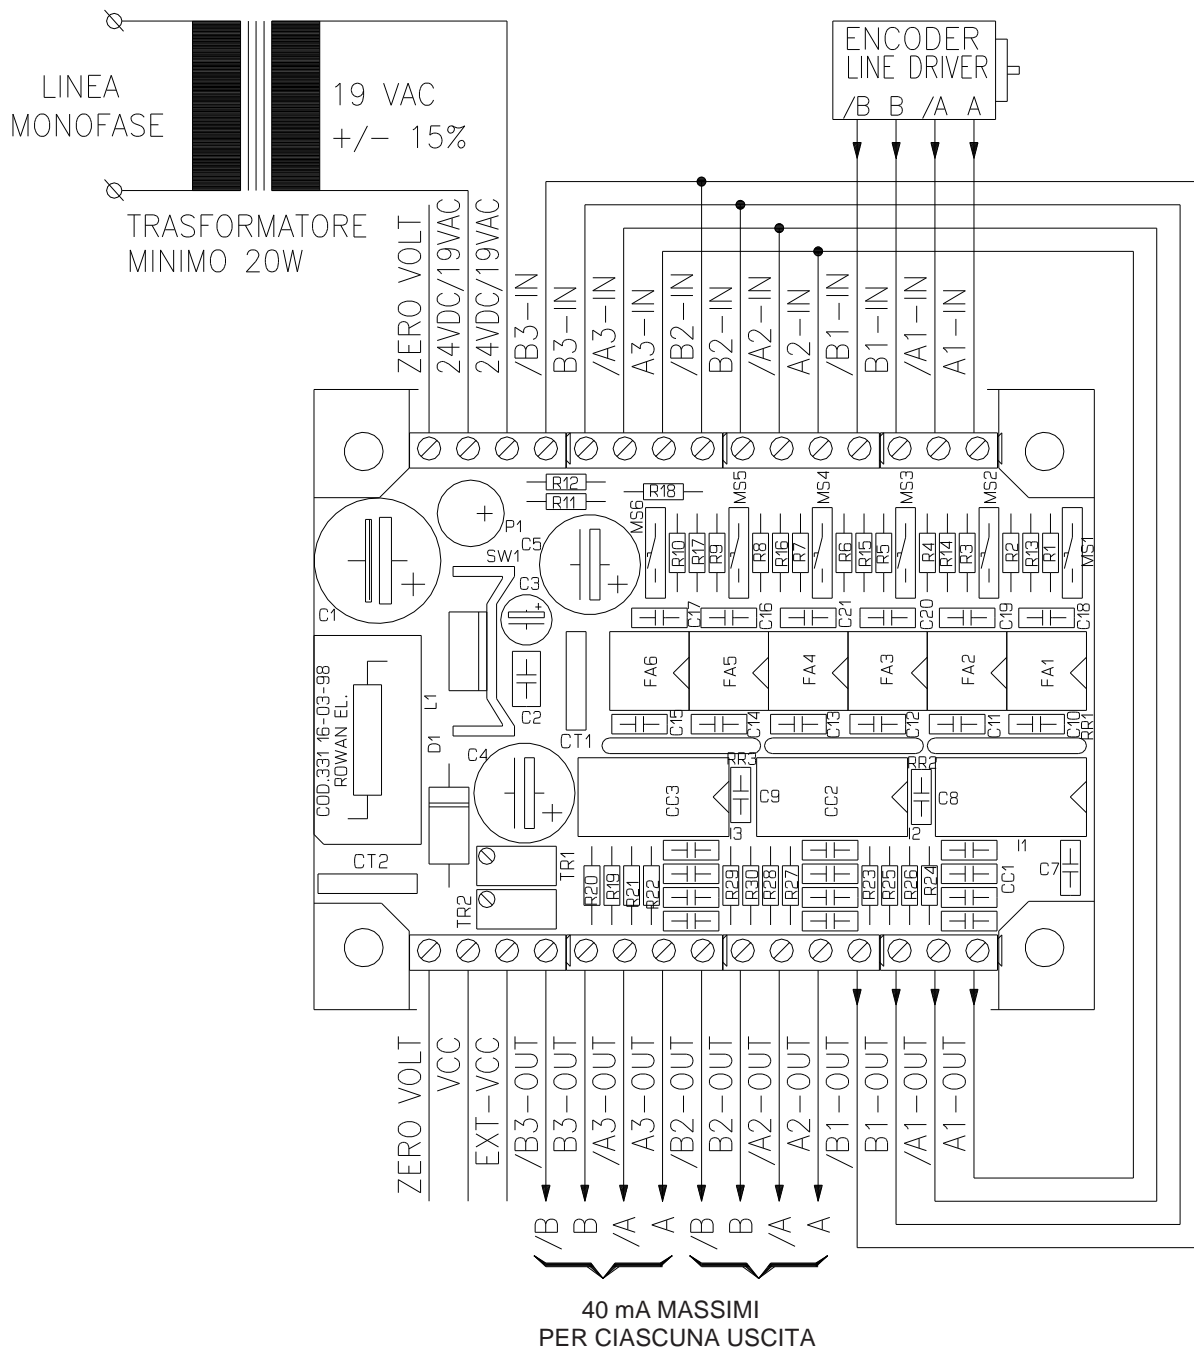 LINEA
MONOFASE
19 VAC
+/- 15%
TRASFORMATORE
MINIMO 20W
ENCODER
LINE DRIVER
/B B /A A
ZERO VOLT
24VDC/19VAC
24VDC/19VAC
/B3-IN
B3-IN
/A3-IN
A3-IN
/B2-IN
B2-IN
/A2-IN
A2-IN
/B1-IN
B1-IN
/A1-IN
A1-IN
R12
R11
R18
P1
SW1
C5
C3
C1
C2
MS6
MS5
MS4
MS3
MS2
MS1
R10
R17
R9
R8
R16
R7
R6
R15
R5
R4
R14
R3
R2
R13
R1
C17
C16
C21
C20
C19
C18
FA6
FA5
FA4
FA3
FA2
FA1
C15
C14
C13
C12
C11
C10
RR1
COD.331 16-03-98
ROWAN EL.
L1
D1
C4
CT1
RR3
RR2
CC3
C9
CC2
C8
I3
I2
I1
CT2
TR1
TR2
R20
R19
R21
R22
R29
R30
R28
R27
R23
R25
R26
R24
CC1
C7
ZERO VOLT
VCC
EXT-VCC
/B3-OUT
B3-OUT
/A3-OUT
A3-OUT
/B2-OUT
B2-OUT
/A2-OUT
A2-OUT
/B1-OUT
B1-OUT
/A1-OUT
A1-OUT
/B B /A A /B B /A A
40 mA MASSIMI
PER CIASCUNA USCITA